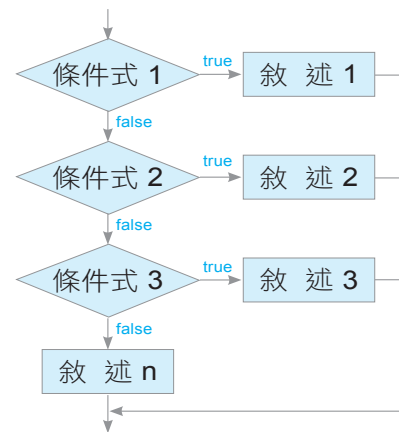 true
條件式 1
敘 述 1
false
true
條件式 2
敘 述 2
false
true
條件式 3
敘 述 3
false
敘 述 n